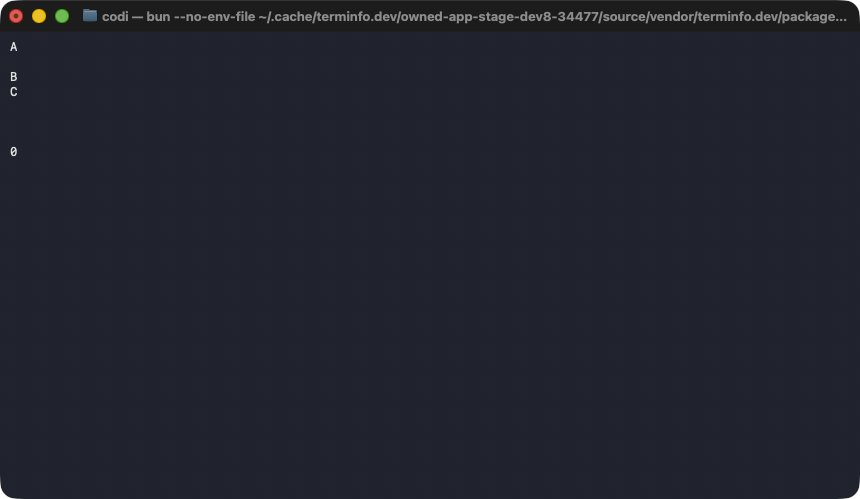 codi — bun --no-env-file ~/.cache/terminfo.dev/owned-app-stage-dev8-34477/source/vendor/terminfo.dev/package...
A
B
C
0